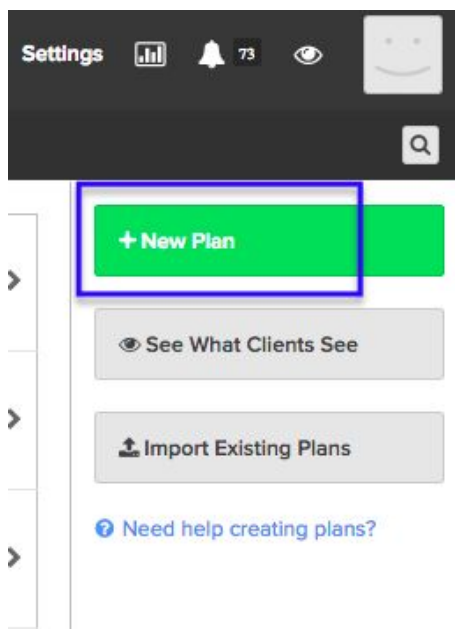 Settings 73
+ New Plan
See What Clients See
Import Existing Plans
Need help creating plans?